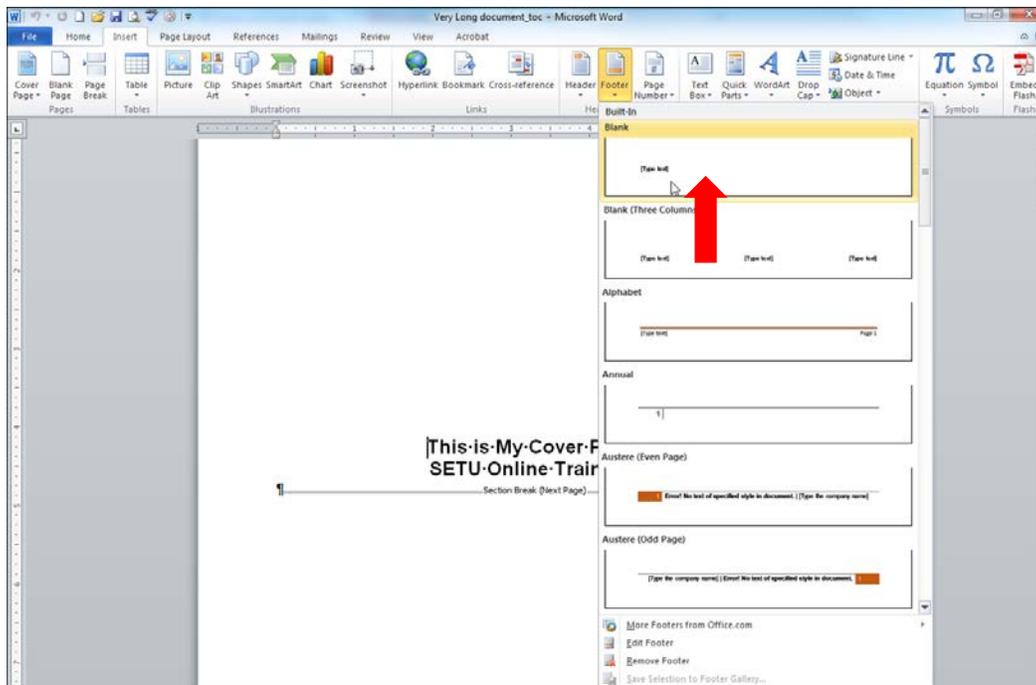 Very Long document_toc - Microsoft Word
File Home Insert Page Layout References Mailings Review View Acrobat
Cover Page Blank Page Page Break Table Picture Clip Art Shapes SmartArt Chart Screenshot Hyperlink Bookmark Cross-reference Header Footer Page Number Text Box Quick Parts WordArt Drop Cap Signature Line Date & Time Object Equation Symbol Embed Flash
Pages Tables Illustrations Links Symbols Flash
Built-In
Blank
[Type text]
Blank (Three Columns
[Type text] [Type text] [Type text]
Alphabet
[Type text] Page 1
Annual
1
This·is·My·Cover·P
SETU·Online·Train
¶ Section Break (Next Page)
Austere (Even Page)
1 Error! No text of specified style in document. | [Type the company name]
Austere (Odd Page)
[Type the company name] | Error! No text of specified style in document. 1
More Footers from Office.com
Edit Footer
Remove Footer
Save Selection to Footer Gallery...